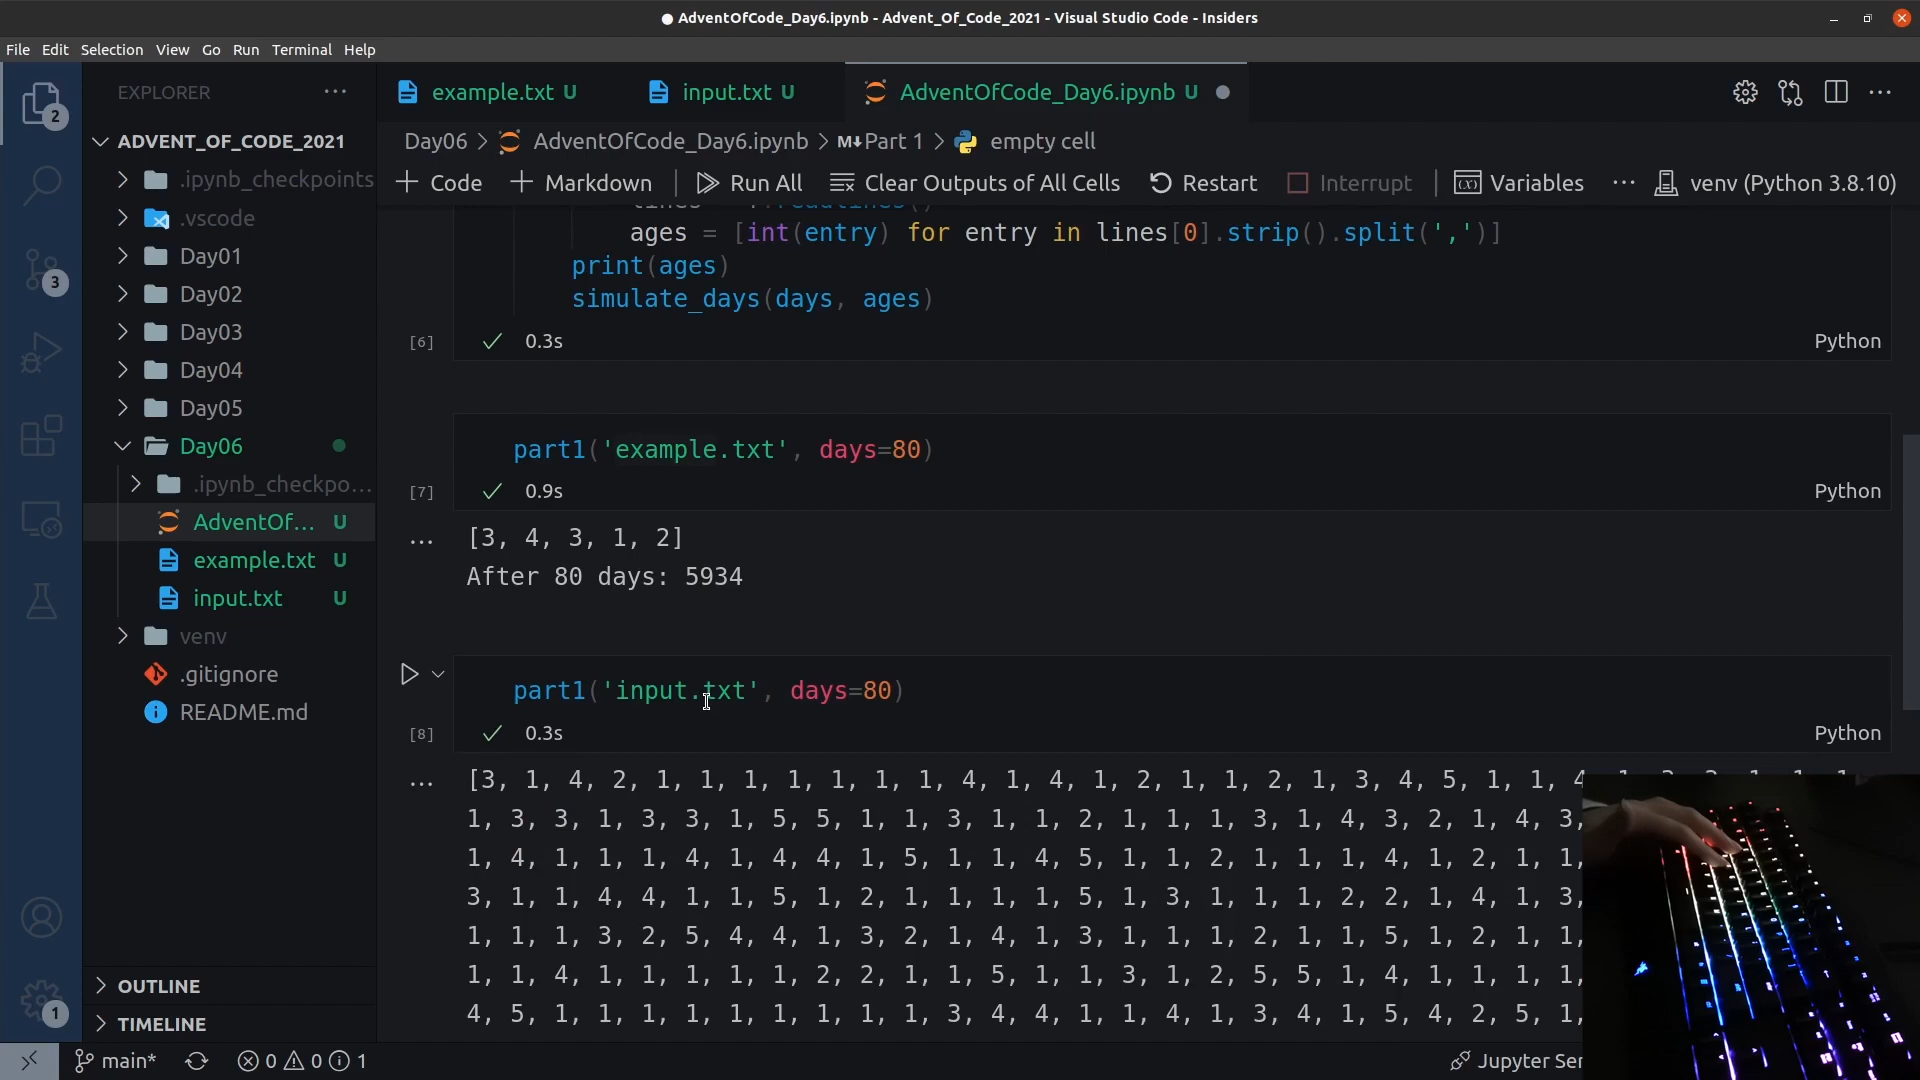 AdventOfCode_Day6.ipynb - Advent_Of_Code_2021 - Visual Studio Code - Insiders
File Edit Selection View Go Run Terminal Help
EXPLORER
example.txt U
input.txt U
AdventOfCode_Day6.ipynb U
2
Day06 > AdventOfCode_Day6.ipynb > M Part 1 > empty cell
+ Code + Markdown Run All Clear Outputs of All Cells Restart Interrupt Variables ... venv (Python 3.8.10)
ADVENT_OF_CODE_2021
.ipynb_checkpoints
.vscode
Day01
Day02
Day03
Day04
Day05
Day06
.ipynb_checkpo...
AdventOf... U
example.txt U
input.txt U
venv
.gitignore
README.md
OUTLINE
TIMELINE
3
1
ages = [int(entry) for entry in lines[0].strip().split(',')]
print(ages)
simulate_days(days, ages)
[6] 0.3s Python
part1('example.txt', days=80)
[7] 0.9s Python
[3, 4, 3, 1, 2]
After 80 days: 5934
part1('input.txt', days=80)
[8] 0.3s Python
[3, 1, 4, 2, 1, 1, 1, 1, 1, 1, 1, 4, 1, 4, 1, 2, 1, 1, 2, 1, 3, 4, 5, 1, 1, 4
1, 3, 3, 1, 3, 3, 1, 5, 5, 1, 1, 3, 1, 1, 2, 1, 1, 1, 3, 1, 4, 3, 2, 1, 4, 3,
1, 4, 1, 1, 1, 4, 1, 4, 4, 1, 5, 1, 1, 4, 5, 1, 1, 2, 1, 1, 1, 4, 1, 2, 1, 1,
3, 1, 1, 4, 4, 1, 1, 5, 1, 2, 1, 1, 1, 1, 5, 1, 3, 1, 1, 1, 2, 2, 1, 4, 1, 3,
1, 1, 1, 3, 2, 5, 4, 4, 1, 3, 2, 1, 4, 1, 3, 1, 1, 1, 2, 1, 1, 5, 1, 2, 1, 1,
1, 1, 4, 1, 1, 1, 1, 1, 2, 2, 1, 1, 5, 1, 1, 3, 1, 2, 5, 5, 1, 4, 1, 1, 1, 1,
4, 5, 1, 1, 1, 1, 1, 1, 1, 1, 1, 3, 4, 4, 1, 1, 4, 1, 3, 4, 1, 5, 4, 2, 5, 1,
main* 0 0 1 Jupyter Ser